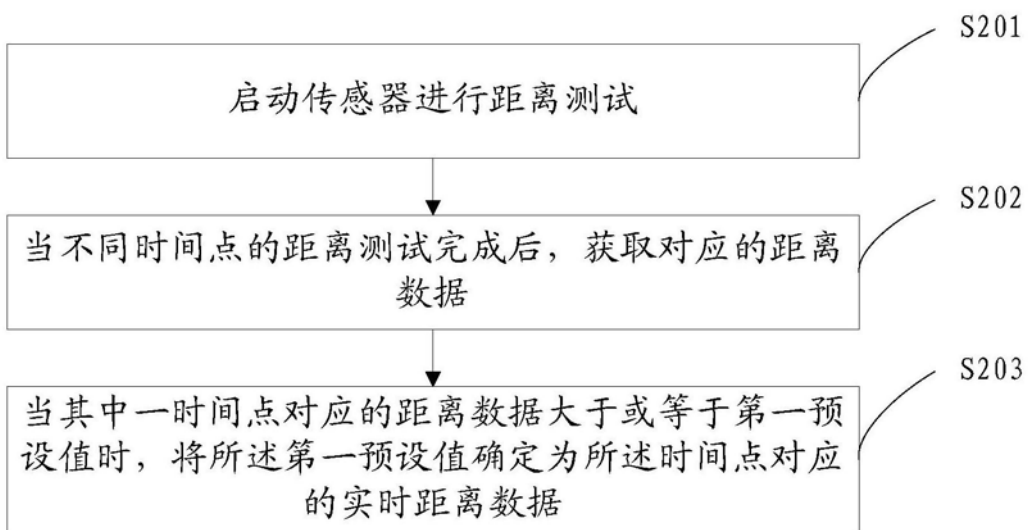 S201
启动传感器进行距离测试
S202
当不同时间点的距离测试完成后，获取对应的距离
数据
S203
当其中一时间点对应的距离数据大于或等于第一预
设值时，将所述第一预设值确定为所述时间点对应
的实时距离数据